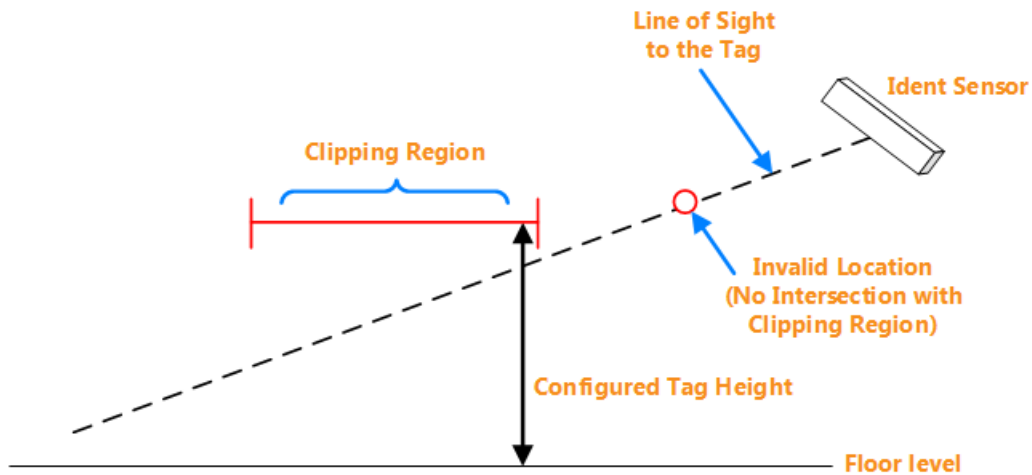 Line of Sight
to the Tag
Ident Sensor
Clipping Region
Invalid Location
(No Intersection with
Clipping Region)
Configured Tag Height
Floor level